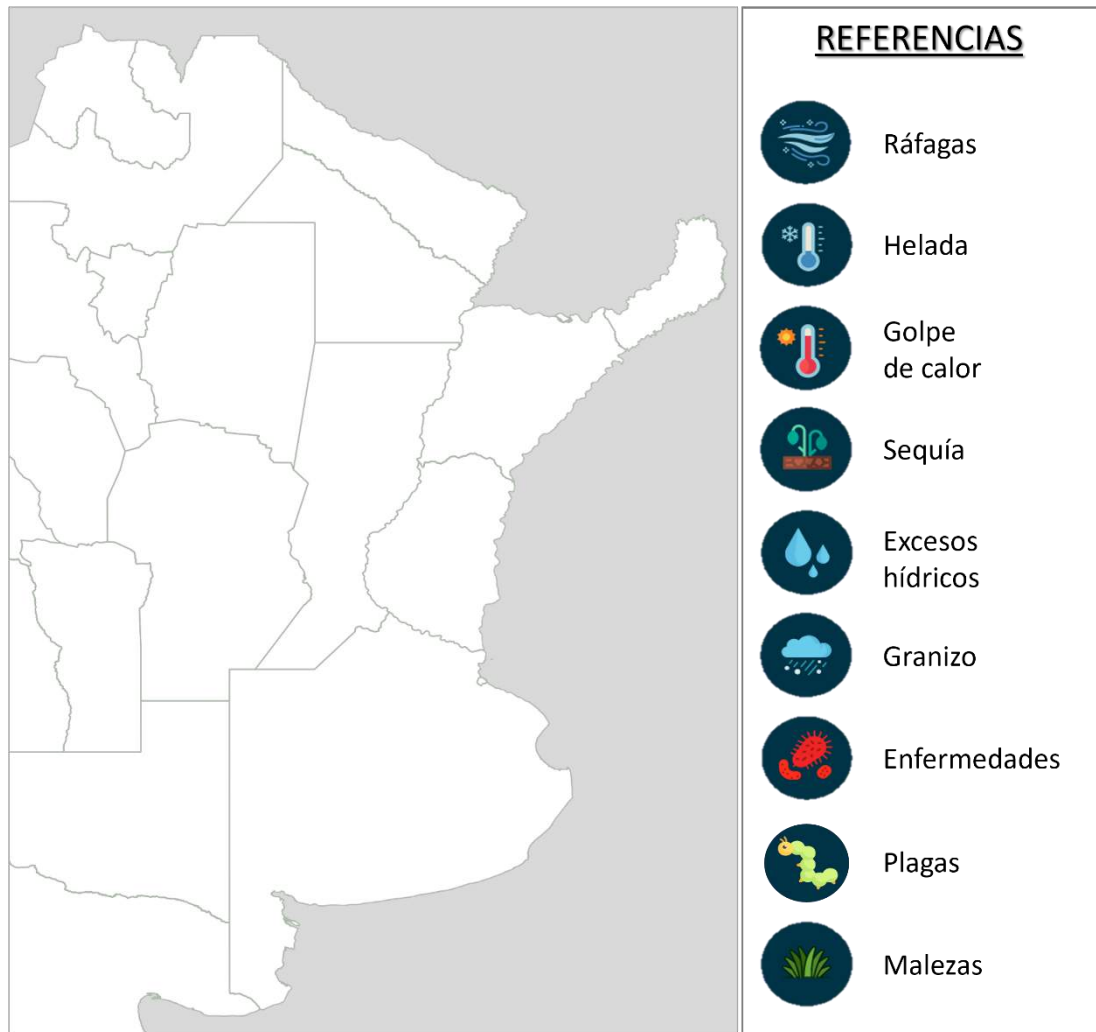 REFERENCIAS
Ráfagas
Helada
Golpe
de calor
Sequía
Excesos
hídricos
Granizo
Enfermedades
Plagas
Malezas